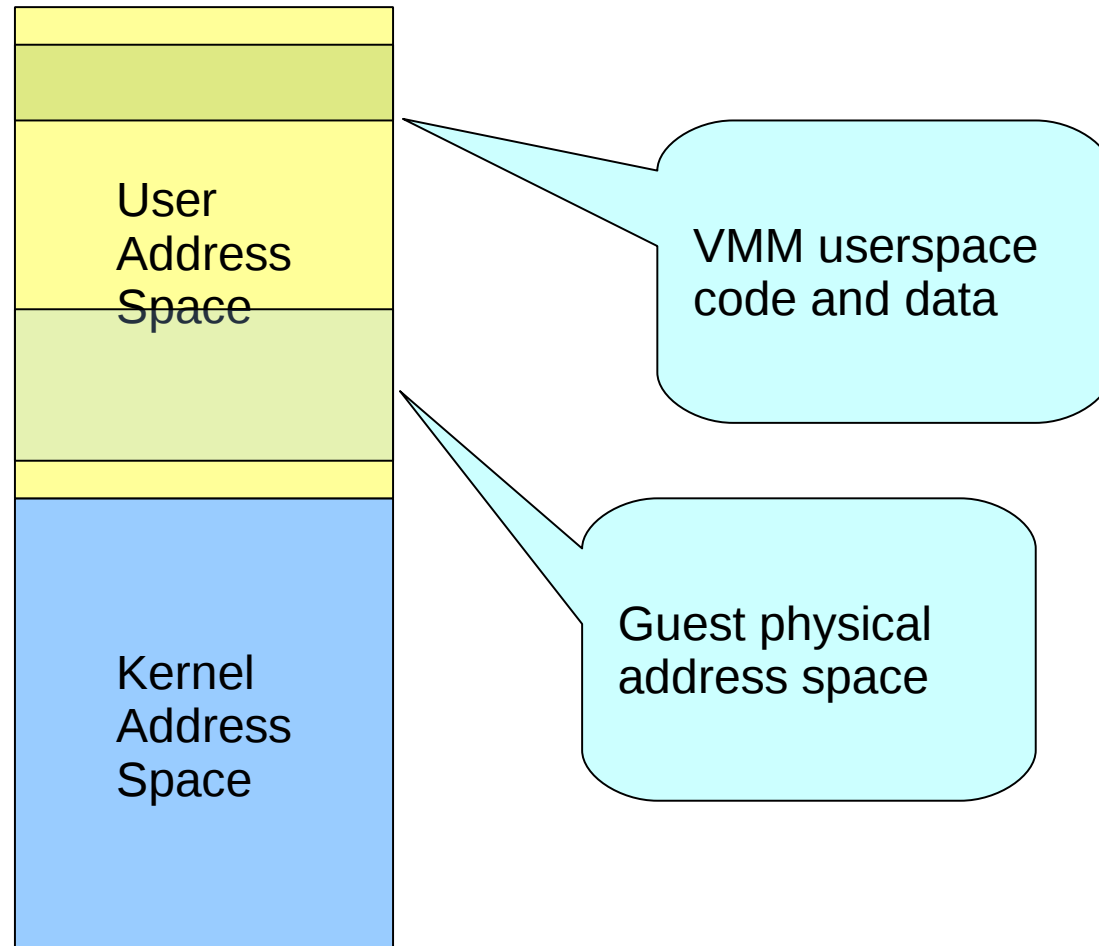 User
Address
Space
VMM userspace
code and data
Guest physical
address space
Kernel
Address
Space